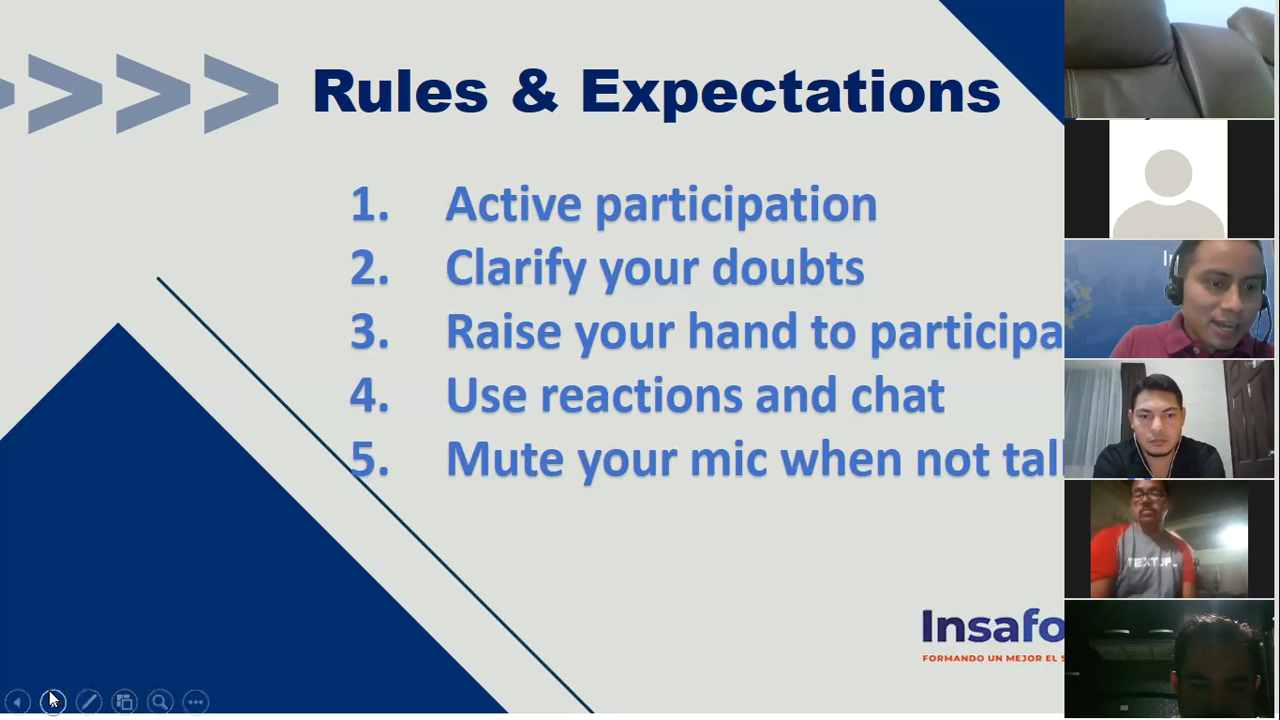 Rules & Expectations
1. Active participation
2. Clarify your doubts
3. Raise your hand to participa
4. Use reactions and chat
5. Mute your mic when not tal
Insafo
FORMANDO UN MEJOR EL S
In